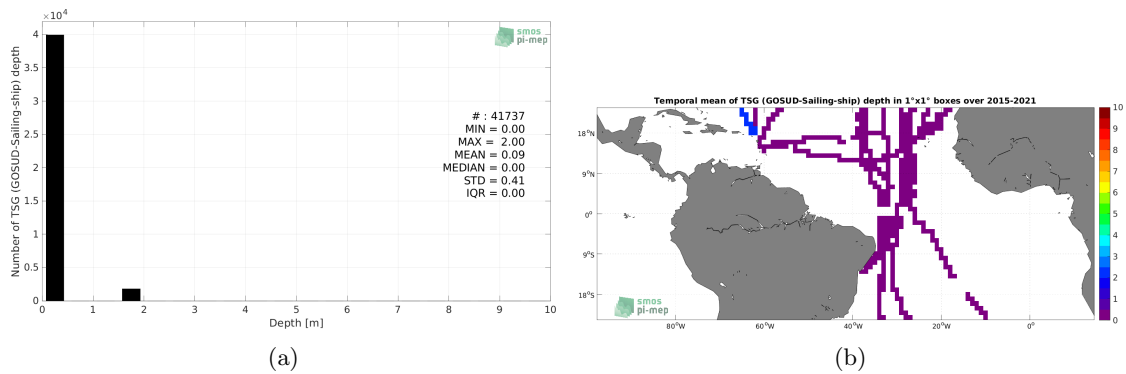 ×10⁴
4
3.5
3
2.5
2
1.5
1
0.5
0
Number of TSG (GOSUD-Sailing-ship) depth
0 1 2 3 4 5 6 7 8 9 10
Depth [m]
smos
pi-mep
# : 41737
MIN = 0.00
MAX = 2.00
MEAN = 0.09
MEDIAN = 0.00
STD = 0.41
IQR = 0.00
(a)
Temporal mean of TSG (GOSUD-Sailing-ship) depth in 1°x1° boxes over 2015-2021
18°N
9°N
0°
9°S
18°S
80°W 60°W 40°W 20°W 0°
smos
pi-mep
10
9
8
7
6
5
4
3
2
1
0
(b)